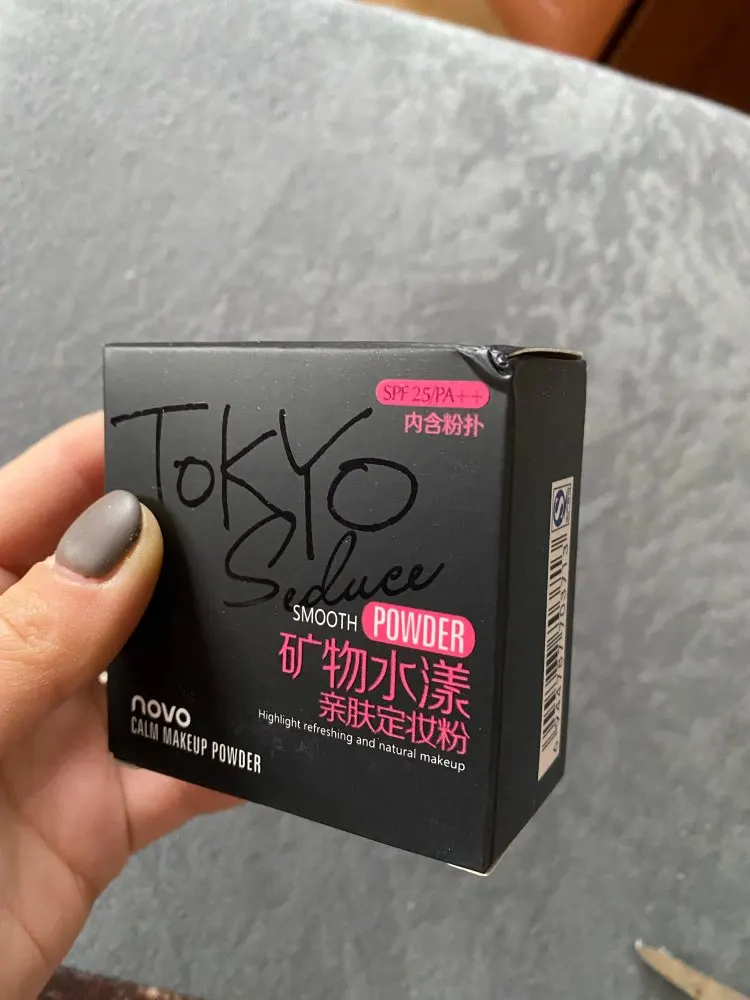 SPF 25/PA++
内含粉扑
TOKYO
Seduce
SMOOTH POWDER
矿物水漾
亲肤定妆粉
Highlight refreshing and natural makeup
novo
CALM MAKEUP POWDER